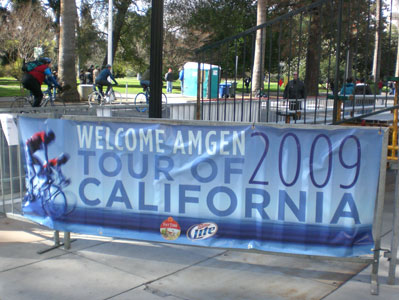 WELCOME AMGEN
TOUR OF 2009
CALIFORNIA
Lite